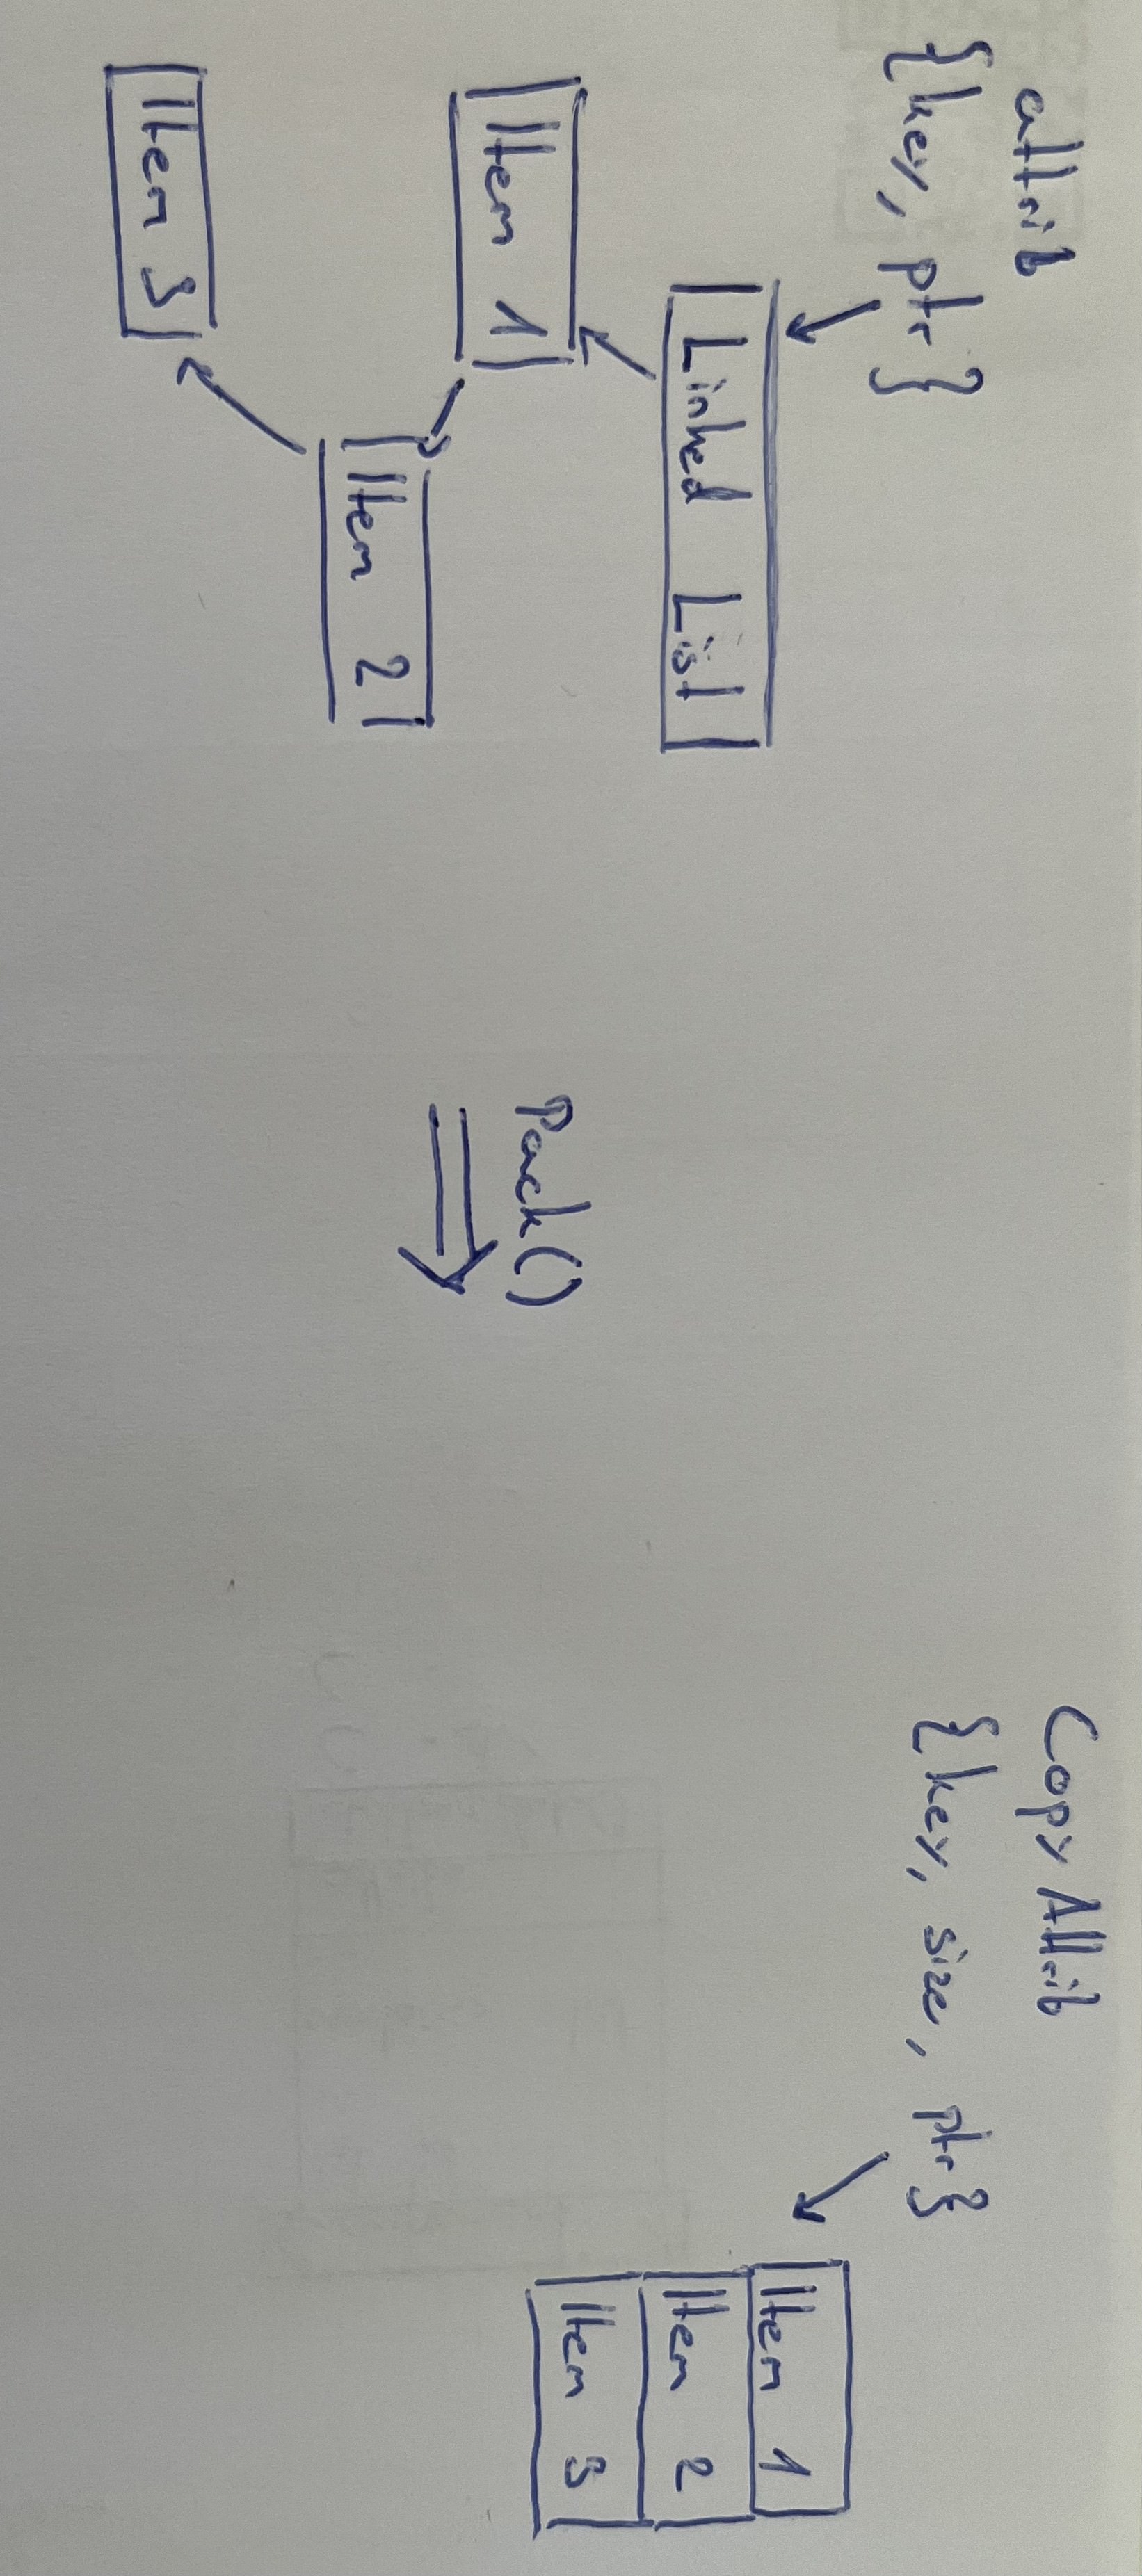 attrib
{key, ptr}
Linked List
Item 1
Item 2
Item 3
Pack()
Copy Attrib
{key, size, ptr}
Item 1
Item 2
Item 3